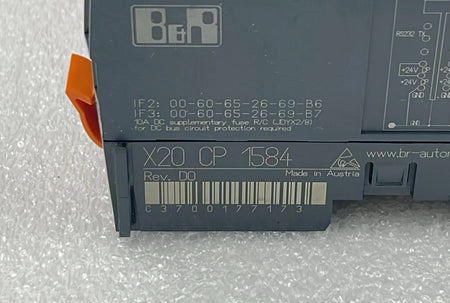 B&R
RS232 TX
+24V
+24V
GND
GND
IF2: 00-60-65-26-69-B6
IF3: 00-60-65-26-69-B7
10A DC supplementary fuse R/C (JDYX2/8)
for DC bus circuit protection required
X20 CP 1584
www.br-autom
Rev. D0
Made in Austria
C3700177173